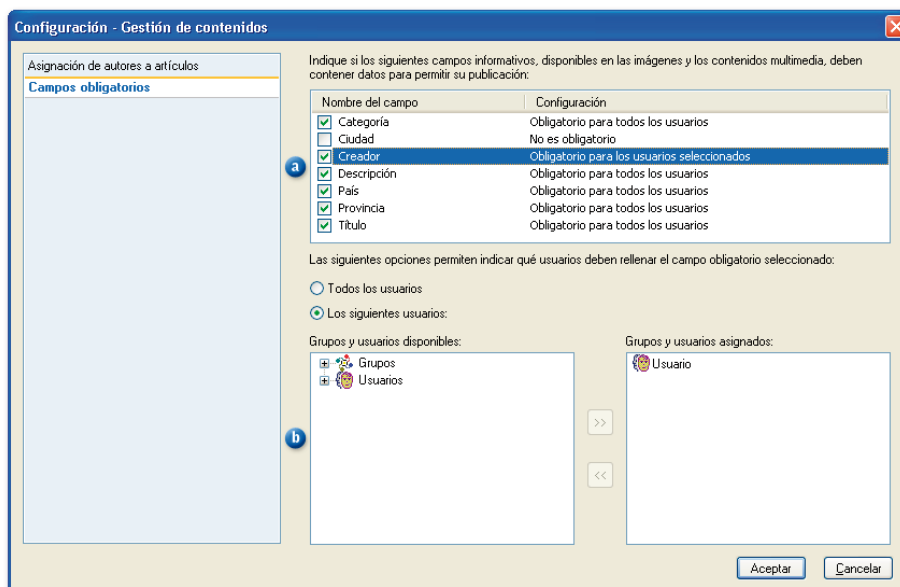 Configuración - Gestión de contenidos
Asignación de autores a artículos
Campos obligatorios
Indique si los siguientes campos informativos, disponibles en las imágenes y los contenidos multimedia, deben
contener datos para permitir su publicación:
Nombre del campo Configuración
Categoría Obligatorio para todos los usuarios
Ciudad No es obligatorio
a Creador Obligatorio para los usuarios seleccionados
Descripción Obligatorio para todos los usuarios
País Obligatorio para todos los usuarios
Provincia Obligatorio para todos los usuarios
Título Obligatorio para todos los usuarios
Las siguientes opciones permiten indicar qué usuarios deben rellenar el campo obligatorio seleccionado:
Todos los usuarios
Los siguientes usuarios:
Grupos y usuarios disponibles: Grupos y usuarios asignados:
Grupos Usuario
Usuarios
>>
b
<<
Aceptar Cancelar